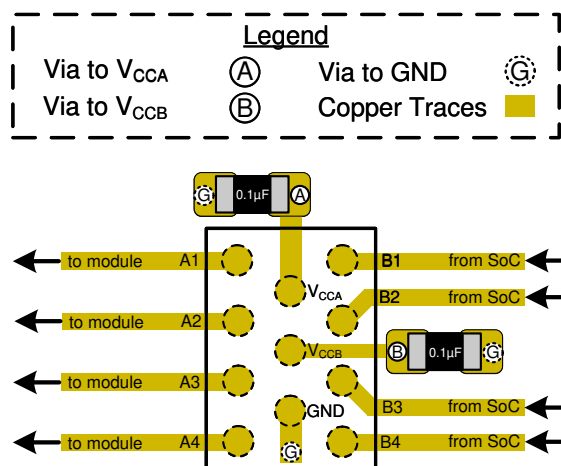 Legend
Via to VCCA A Via to GND G
Via to VCCB B Copper Traces
G 0.1µF A
to module A1 B1 from SoC
VCCA
B2 from SoC
to module A2
VCCB B 0.1µF G
to module A3
GND B3 from SoC
to module A4 G B4 from SoC